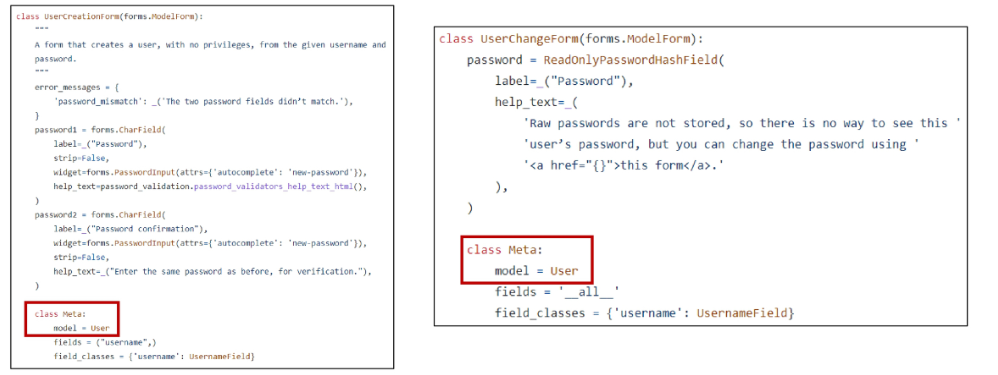 class UserCreationForm(forms.ModelForm):
"""
A form that creates a user, with no privileges, from the given username and
password.
"""
error_messages = {
'password_mismatch': _('The two password fields didn’t match.'),
}
password1 = forms.CharField(
label=_("Password"),
strip=False,
widget=forms.PasswordInput(attrs={'autocomplete': 'new-password'}),
help_text=password_validation.password_validators_help_text_html(),
)
password2 = forms.CharField(
label=_("Password confirmation"),
widget=forms.PasswordInput(attrs={'autocomplete': 'new-password'}),
strip=False,
help_text=_("Enter the same password as before, for verification."),
)
class Meta:
model = User
fields = ("username",)
field_classes = {'username': UsernameField}
class UserChangeForm(forms.ModelForm):
password = ReadOnlyPasswordHashField(
label=_("Password"),
help_text=_(
'Raw passwords are not stored, so there is no way to see this '
'user’s password, but you can change the password using '
'<a href="{}">this form</a>.'
),
)
class Meta:
model = User
fields = '__all__'
field_classes = {'username': UsernameField}